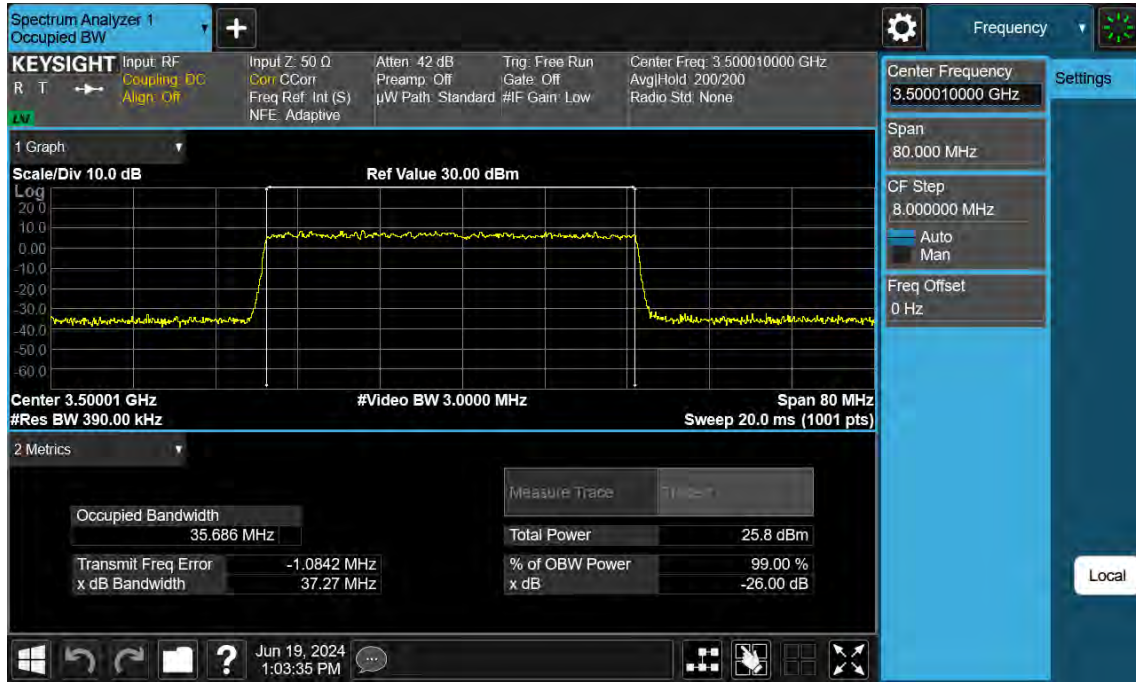 Spectrum Analyzer 1
Occupied BW
+
Frequency
KEYSIGHT
R T
LXI
Input: RF
Coupling: DC
Align: Off
Input Z: 50 Ω
Corr CCorr
Freq Ref: Int (S)
NFE: Adaptive
Atten: 42 dB
Preamp: Off
µW Path: Standard
Trig: Free Run
Gate: Off
#IF Gain: Low
Center Freq: 3.500010000 GHz
Avg|Hold: 200/200
Radio Std: None
Center Frequency
3.500010000 GHz
Settings
Span
80.000 MHz
CF Step
8.000000 MHz
Auto
Man
Freq Offset
0 Hz
Local
1 Graph
Scale/Div 10.0 dB
Ref Value 30.00 dBm
Log
20.0
10.0
0.00
-10.0
-20.0
-30.0
-40.0
-50.0
-60.0
Center 3.50001 GHz
#Video BW 3.0000 MHz
Span 80 MHz
#Res BW 390.00 kHz
Sweep 20.0 ms (1001 pts)
2 Metrics
Measure Trace
Occupied Bandwidth
35.686 MHz
Total Power 25.8 dBm
Transmit Freq Error -1.0842 MHz
% of OBW Power 99.00 %
x dB Bandwidth 37.27 MHz
x dB -26.00 dB
?
Jun 19, 2024
1:03:35 PM